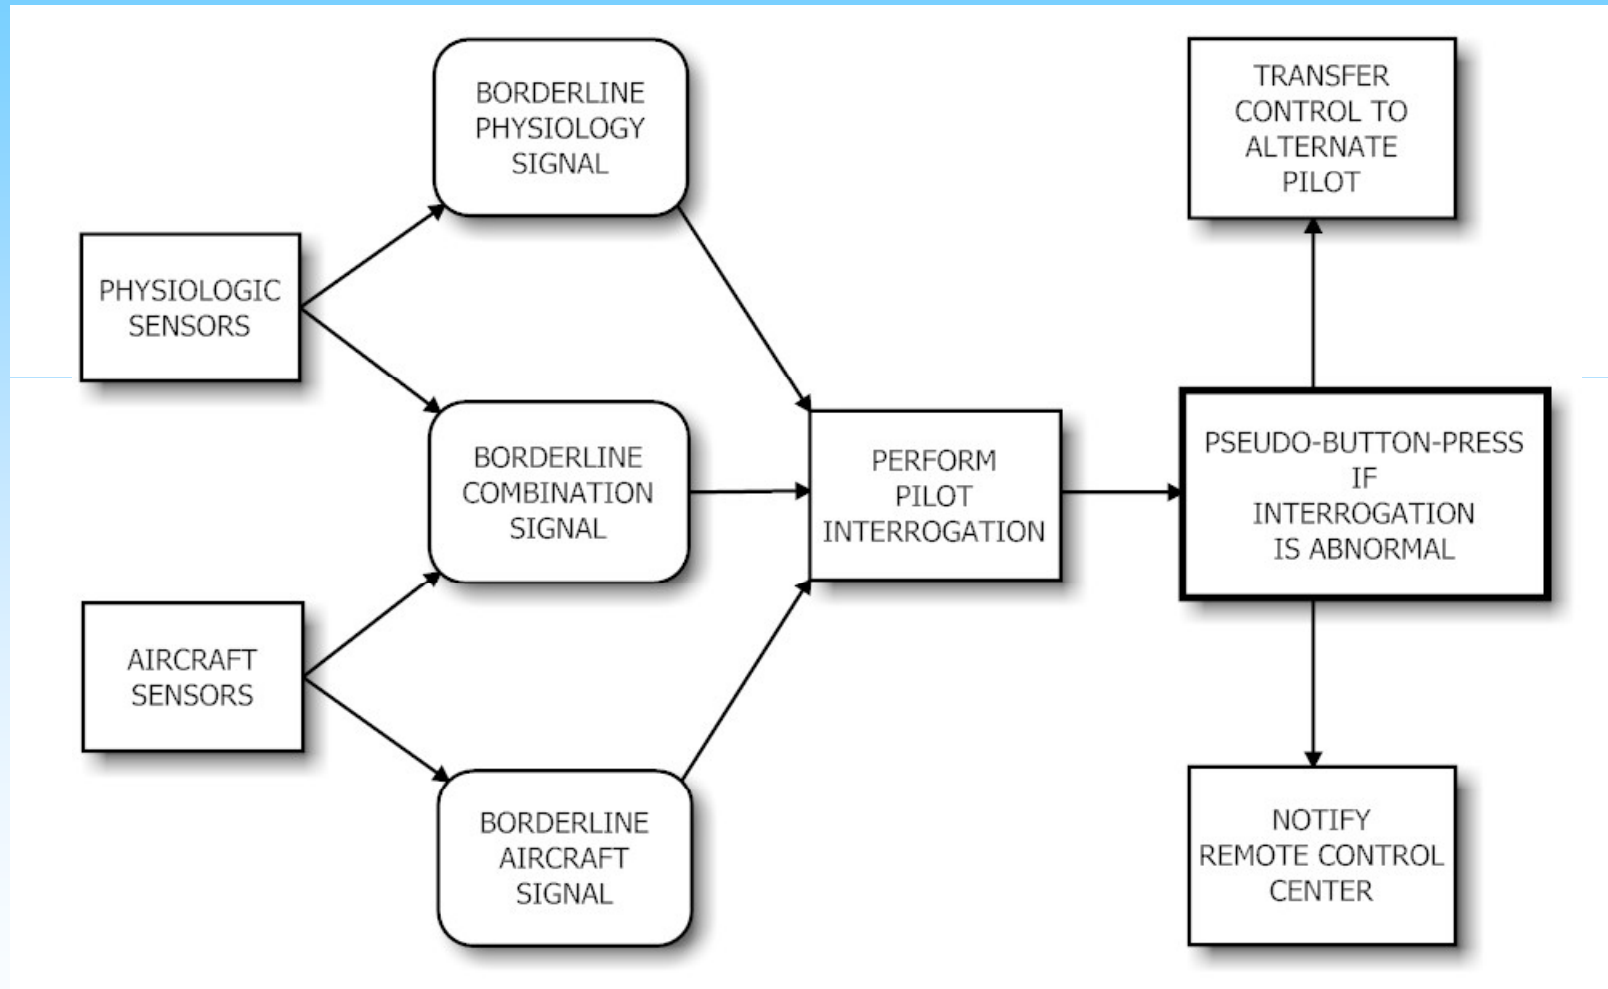 BORDERLINE
PHYSIOLOGY
SIGNAL
TRANSFER
CONTROL TO
ALTERNATE
PILOT
PHYSIOLOGIC
SENSORS
BORDERLINE
COMBINATION
SIGNAL
PERFORM
PILOT
INTERROGATION
PSEUDO-BUTTON-PRESS
IF
INTERROGATION
IS ABNORMAL
AIRCRAFT
SENSORS
BORDERLINE
AIRCRAFT
SIGNAL
NOTIFY
REMOTE CONTROL
CENTER